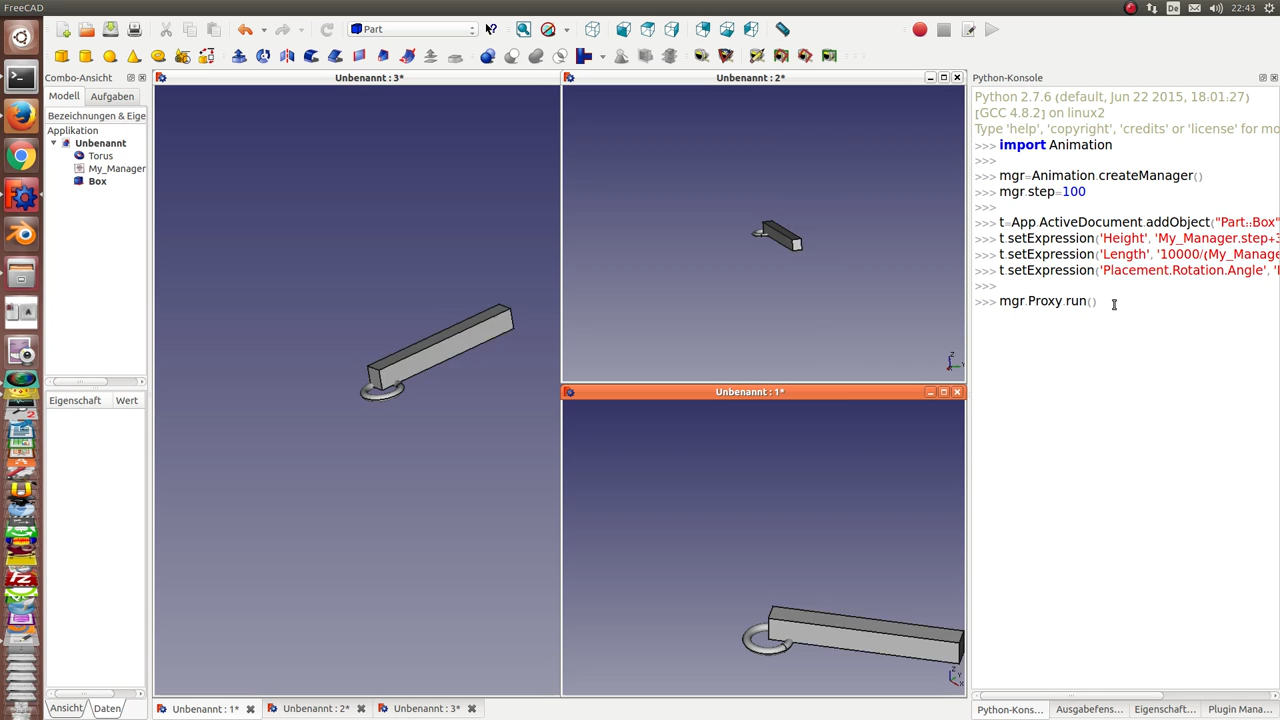 FreeCAD
De
22:43
Part
Combo-Ansicht
Modell
Aufgaben
Bezeichnungen & Eige
Applikation
Unbenannt
Torus
My_Manager
Box
Eigenschaft
Wert
Ansicht
Daten
Unbenannt : 3*
Unbenannt : 2*
Unbenannt : 1*
Unbenannt : 1*
Unbenannt : 2*
Unbenannt : 3*
Python-Konsole
Python 2.7.6 (default, Jun 22 2015, 18:01:27)
[GCC 4.8.2] on linux2
Type 'help', 'copyright', 'credits' or 'license' for mo
>>> import Animation
>>>
>>> mgr=Animation.createManager()
>>> mgr.step=100
>>>
>>> t=App.ActiveDocument.addObject("Part::Box"
>>> t.setExpression('Height', 'My_Manager.step+3
>>> t.setExpression('Length', '10000/(My_Manage
>>> t.setExpression('Placement.Rotation.Angle', '
>>>
>>> mgr.Proxy.run()
Python-Kons...
Ausgabefens...
Eigenschaft...
Plugin Mana...